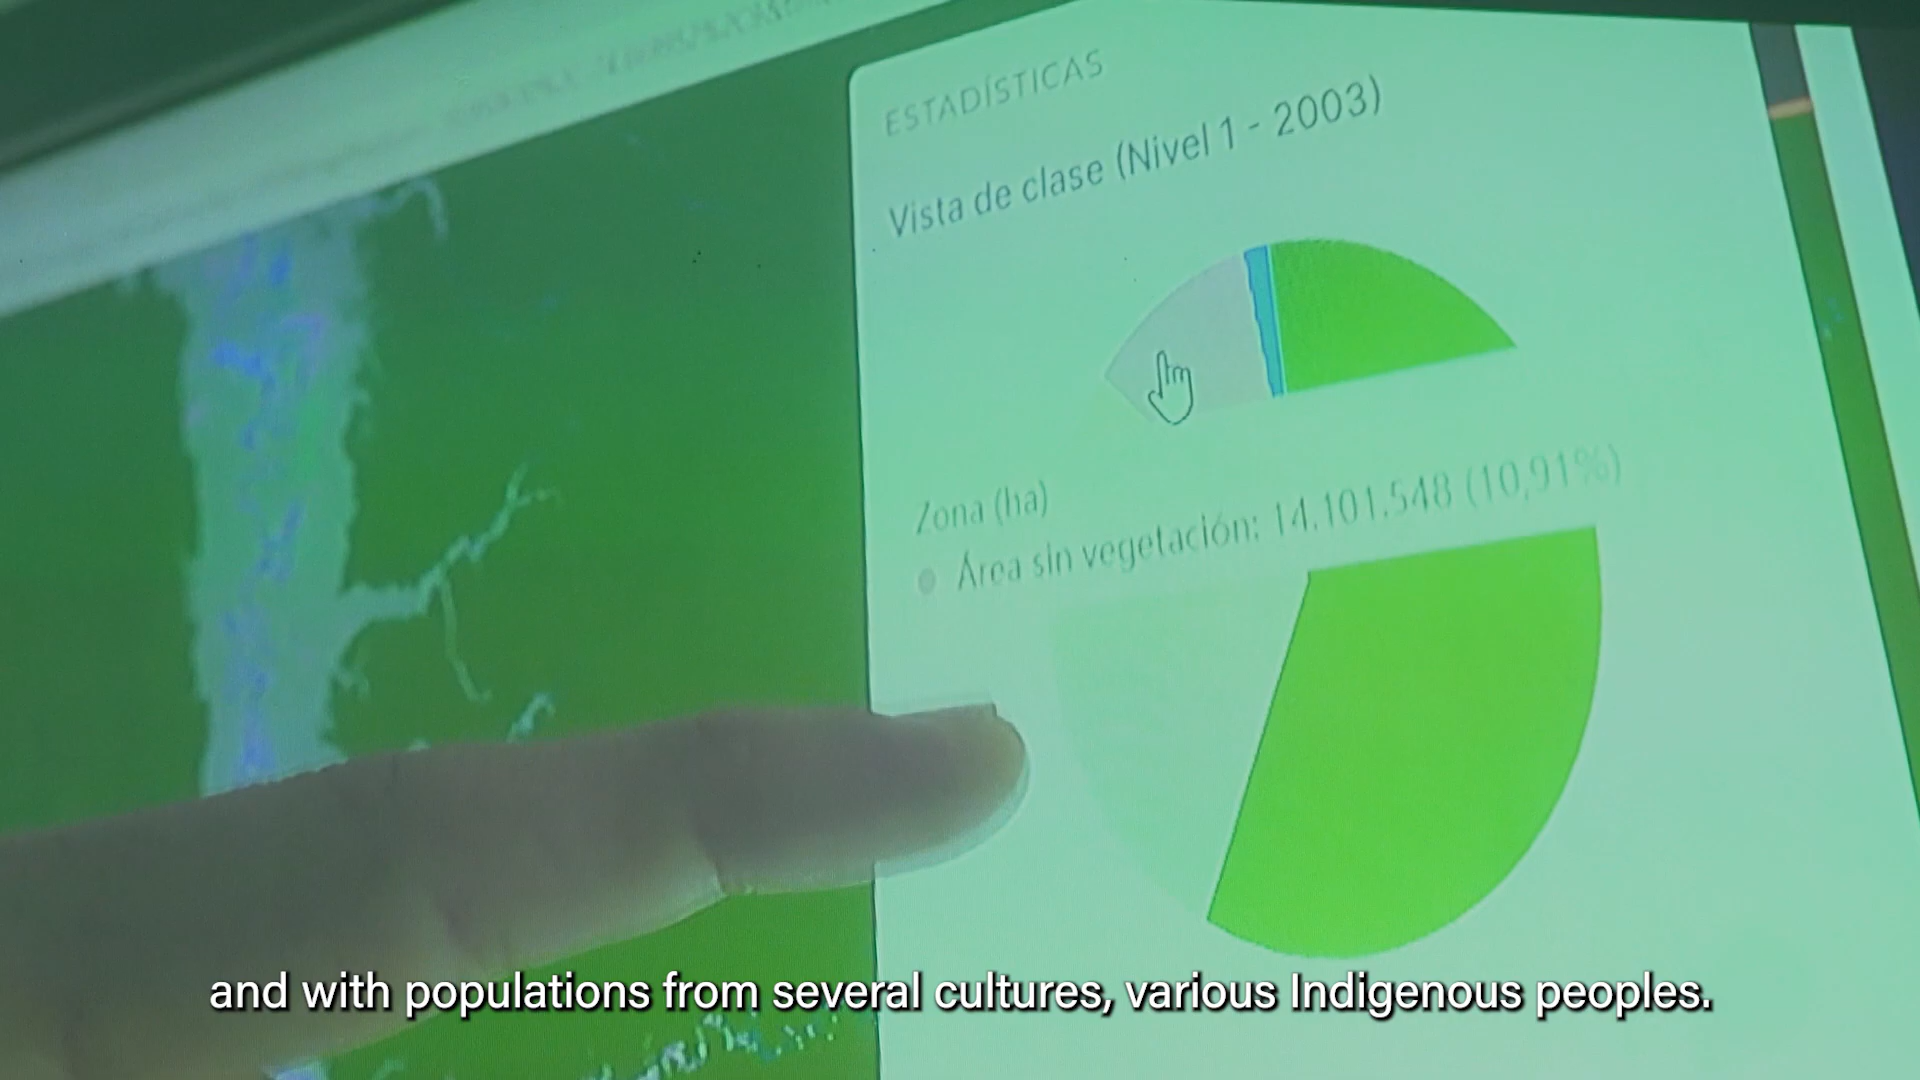 ESTADÍSTICAS
Vista de clase (Nivel 1 - 2003)
Zona (ha)
Área sin vegetación: 14.101.548 (10,91%)
and with populations from several cultures, various Indigenous peoples.